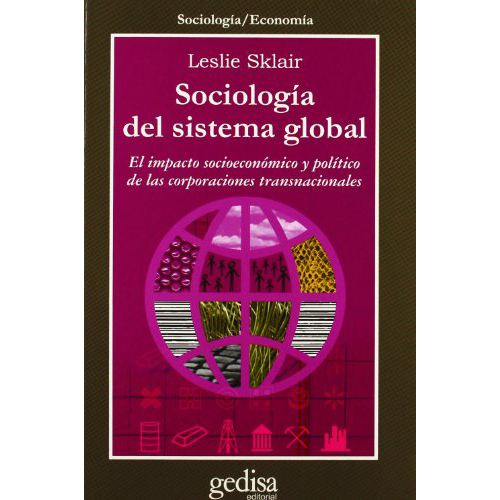 Sociología/Economía
Leslie Sklair
Sociología
del sistema global
El impacto socioeconómico y político
de las corporaciones transnacionales
gedisa
editorial